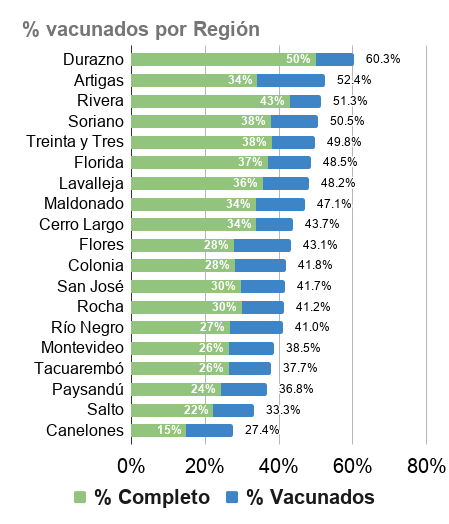 % vacunados por Región
Durazno 50% 60.3%
Artigas 34% 52.4%
Rivera 43% 51.3%
Soriano 38% 50.5%
Treinta y Tres 38% 49.8%
Florida 37% 48.5%
Lavalleja 36% 48.2%
Maldonado 34% 47.1%
Cerro Largo 34% 43.7%
Flores 28% 43.1%
Colonia 28% 41.8%
San José 30% 41.7%
Rocha 30% 41.2%
Río Negro 27% 41.0%
Montevideo 26% 38.5%
Tacuarembó 26% 37.7%
Paysandú 24% 36.8%
Salto 22% 33.3%
Canelones 15% 27.4%
0% 20% 40% 60% 80%
% Completo % Vacunados